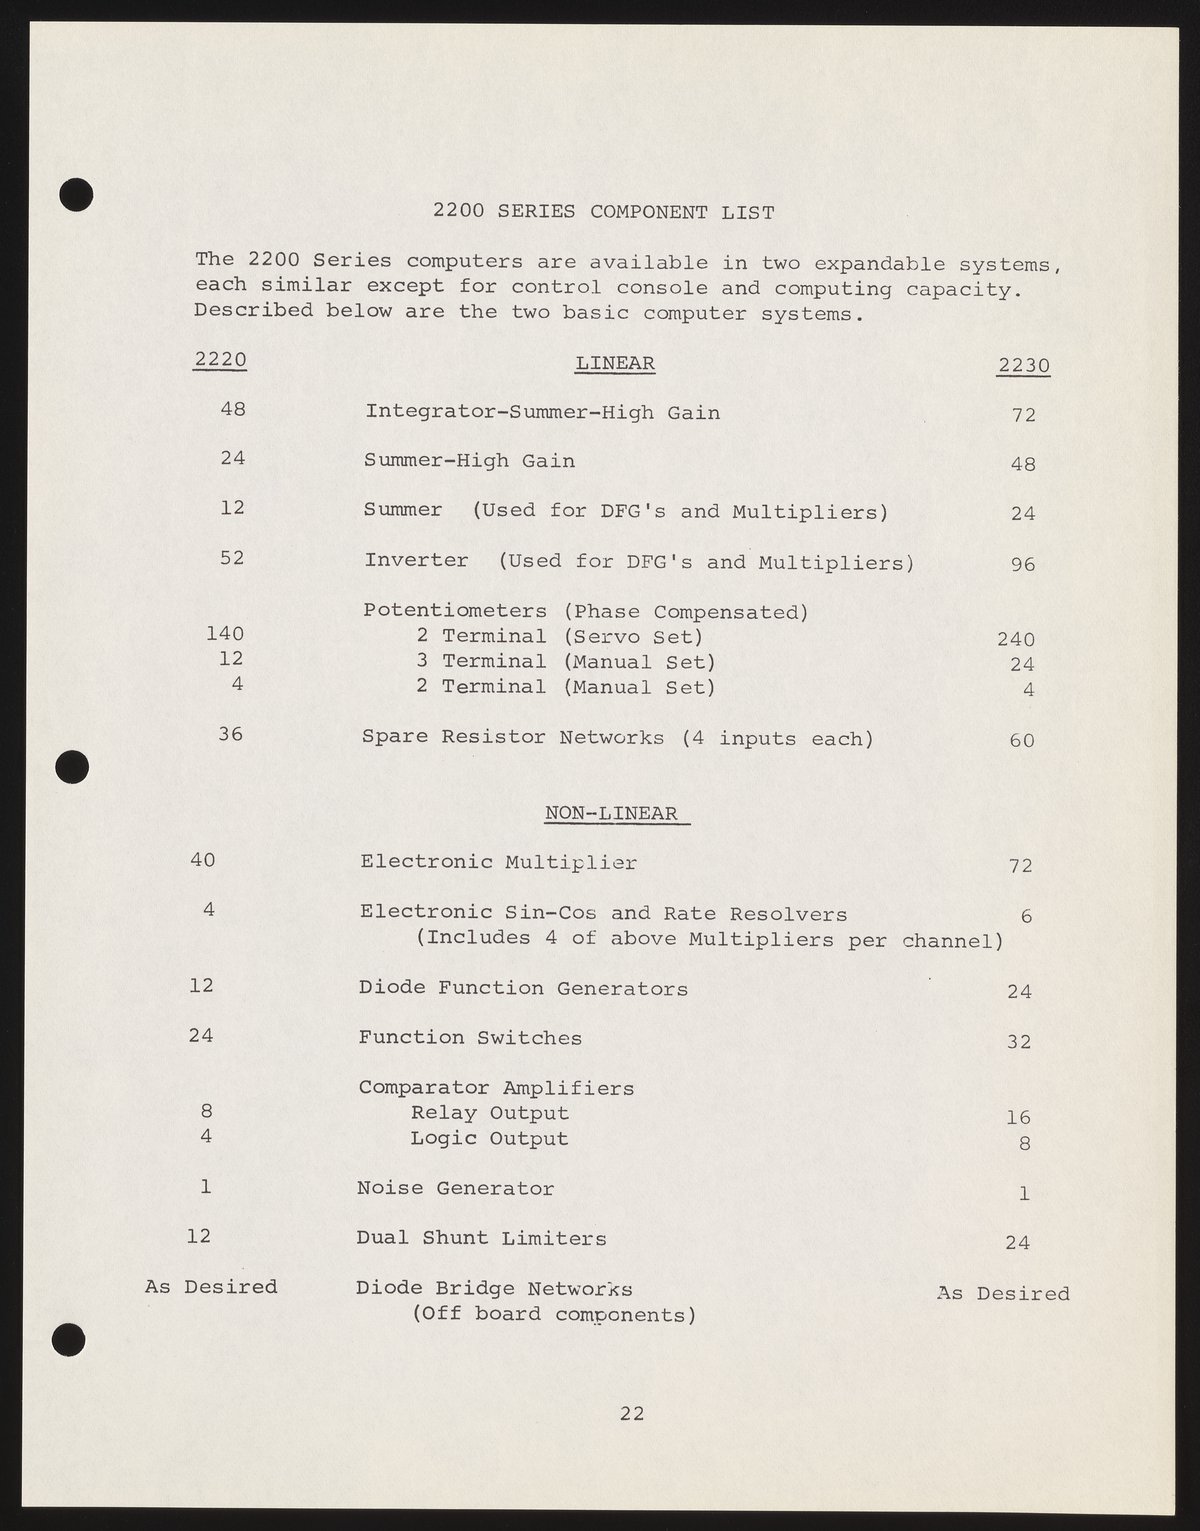 2200 SERIES COMPONENT LIST
The 2200 Series computers are available in two expandable systems,
each similar except for control console and computing capacity.
Described below are the two basic computer systems.
2220 LINEAR 2230
48 Integrator-Summer-High Gain 72
24 Summer-High Gain 48
12 Summer (Used for DFG's and Multipliers) 24
52 Inverter (Used for DFG's and Multipliers) 96
Potentiometers (Phase Compensated)
140 2 Terminal (Servo Set) 240
12 3 Terminal (Manual Set) 24
4 2 Terminal (Manual Set) 4
36 Spare Resistor Networks (4 inputs each) 60
NON-LINEAR
40 Electronic Multiplier 72
4 Electronic Sin-Cos and Rate Resolvers 6
(Includes 4 of above Multipliers per channel)
12 Diode Function Generators 24
24 Function Switches 32
Comparator Amplifiers
8 Relay Output 16
4 Logic Output 8
1 Noise Generator 1
12 Dual Shunt Limiters 24
As Desired Diode Bridge Networks As Desired
(Off board components)
22